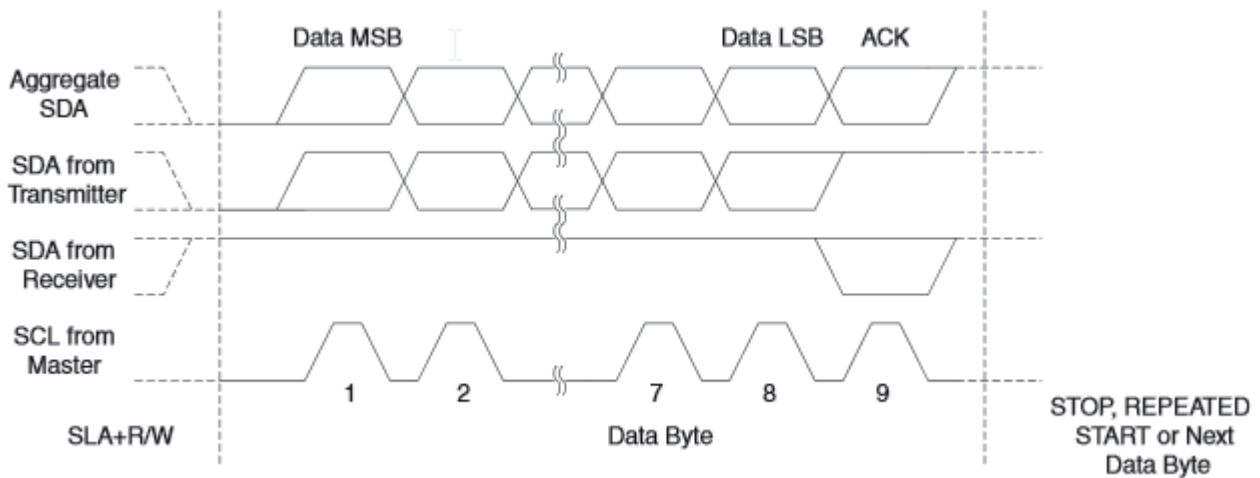 Data MSB
Data LSB ACK
Aggregate
SDA
SDA from
Transmitter
SDA from
Receiver
SCL from
Master
1 2 7 8 9
SLA+R/W
Data Byte
STOP, REPEATED
START or Next
Data Byte